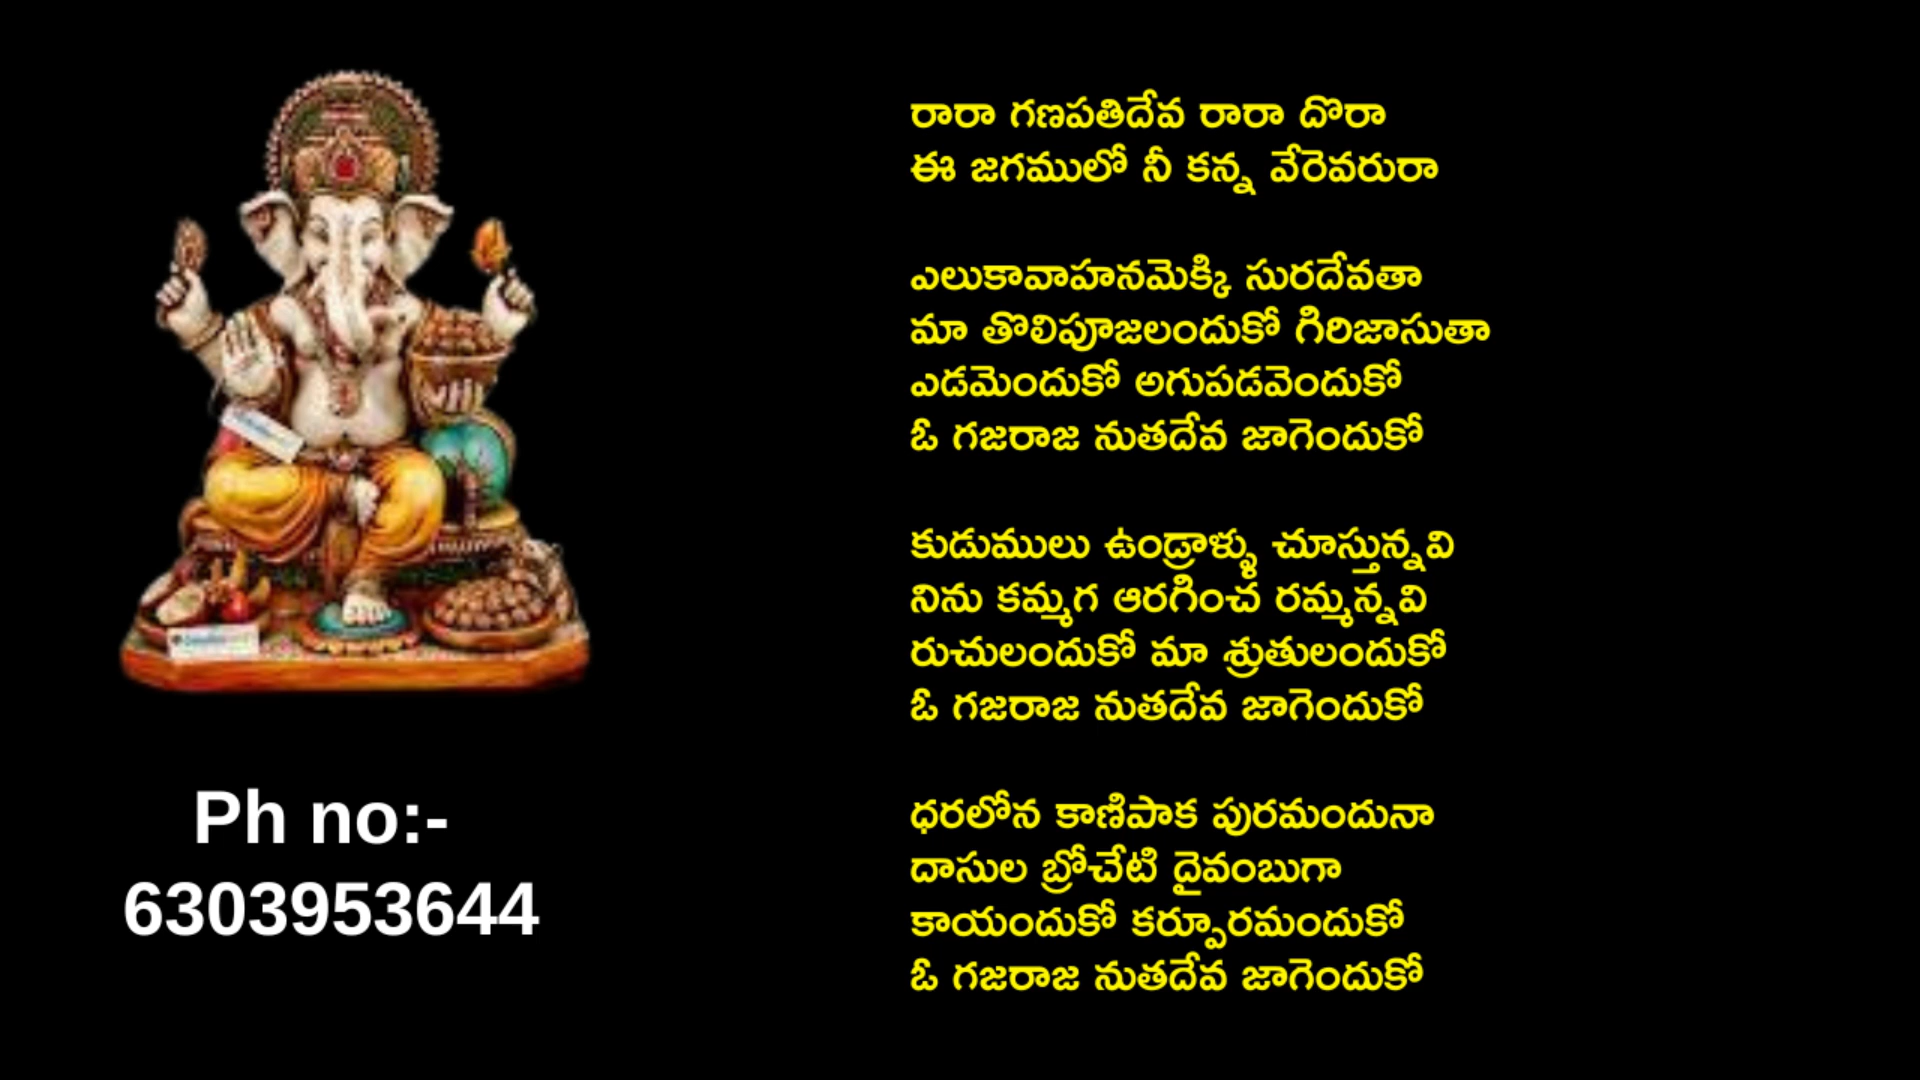 రారా గణపతిదేవ రారా దొరా
ఈ జగములో నీ కన్న వేరెవరురా
ఎలుకావాహనమెక్కి సురదేవతా
మా తొలిపూజలందుకో గిరిజాసుతా
ఎడమెందుకో అగుపడవెందుకో
ఓ గజరాజ నుతదేవ జాగెందుకో
కుడుములు ఉండ్రాళ్ళు చూస్తున్నవి
నిను కమ్మగ ఆరగించ రమ్మన్నవి
రుచులందుకో మా శ్రుతులందుకో
ఓ గజరాజ నుతదేవ జాగెందుకో
ధరలోన కాణిపాక పురమందునా
దాసుల బ్రోచేటి దైవంబుగా
కాయందుకో కర్పూరమందుకో
ఓ గజరాజ నుతదేవ జాగెందుకో
Ph no:-
6303953644